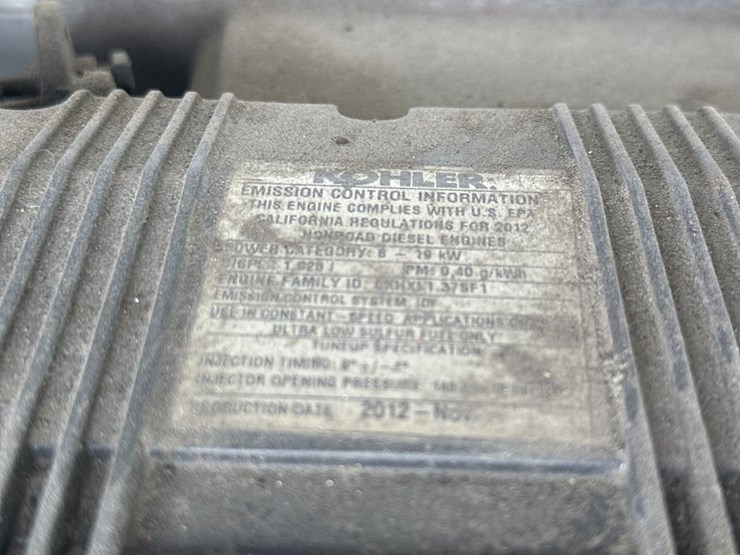 KOHLER.
EMISSION CONTROL INFORMATION
THIS ENGINE COMPLIES WITH U.S. EPA
CALIFORNIA REGULATIONS FOR 2012
NONROAD DIESEL ENGINES
POWER CATEGORY: 8 - 19 kW
PM: 0,40 g/kWh
ENGINE FAMILY ID:
EMISSION CONTROL SYSTEM:
USE IN CONSTANT - SPEED APPLICATIONS
ULTRA LOW SULFUR FUEL ONLY
TUNEUP SPECIFICATION
INJECTION TIMING:
INJECTOR OPENING PRESSURE:
PRODUCTION DATE 2012 - Nov